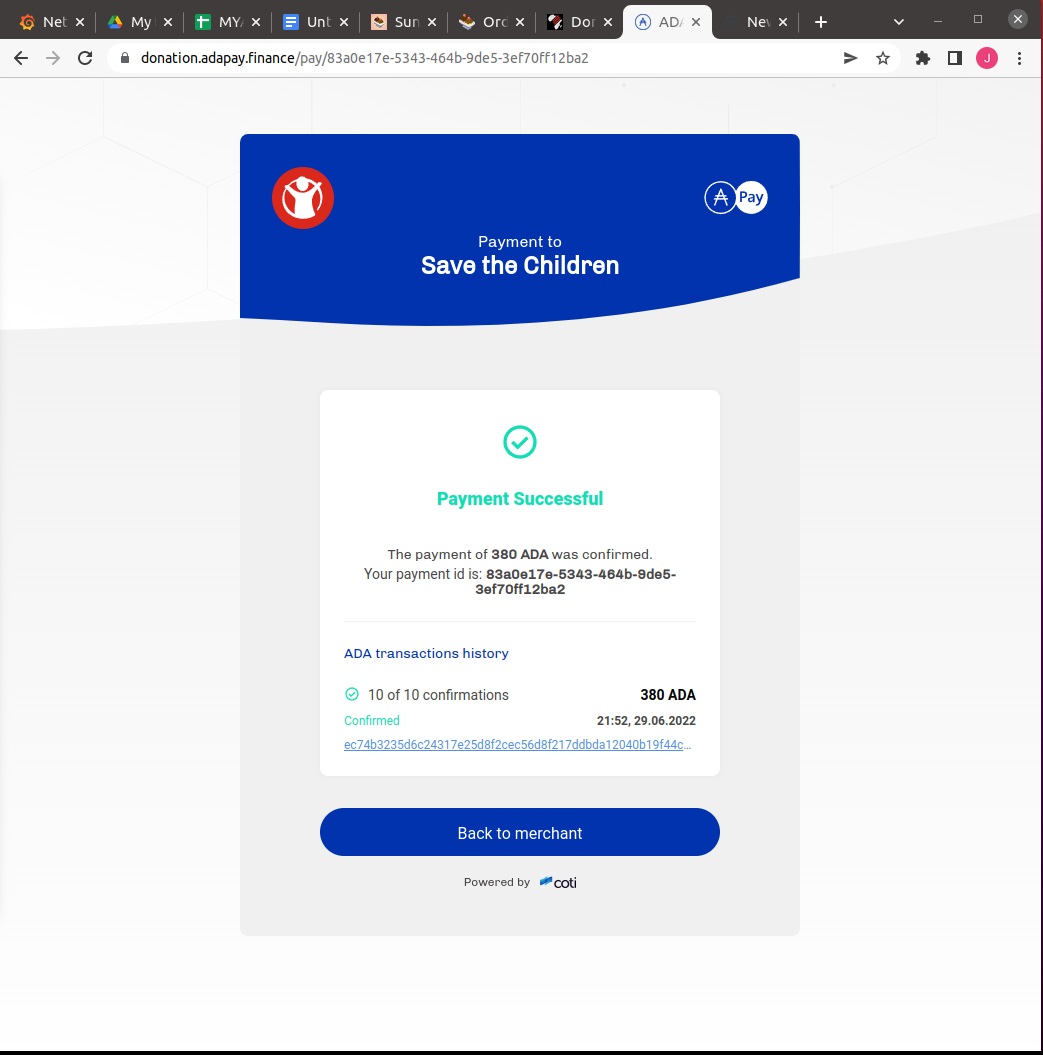 Net
My
MY
Unt
Sun
Orc
Dor
AD
Nev
donation.adapay.finance/pay/83a0e17e-5343-464b-9de5-3ef70ff12ba2
J
Pay
Payment to
Save the Children
Payment Successful
The payment of 380 ADA was confirmed.
Your payment id is: 83a0e17e-5343-464b-9de5-
3ef70ff12ba2
ADA transactions history
10 of 10 confirmations 380 ADA
Confirmed 21:52, 29.06.2022
ec74b3235d6c24317e25d8f2cec56d8f217ddbda12040b19f44c...
Back to merchant
Powered by coti